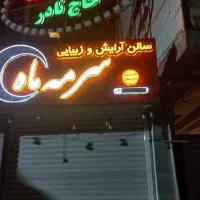 حاج نادر
سالن آرایش و زیبایی
سرمه ماه